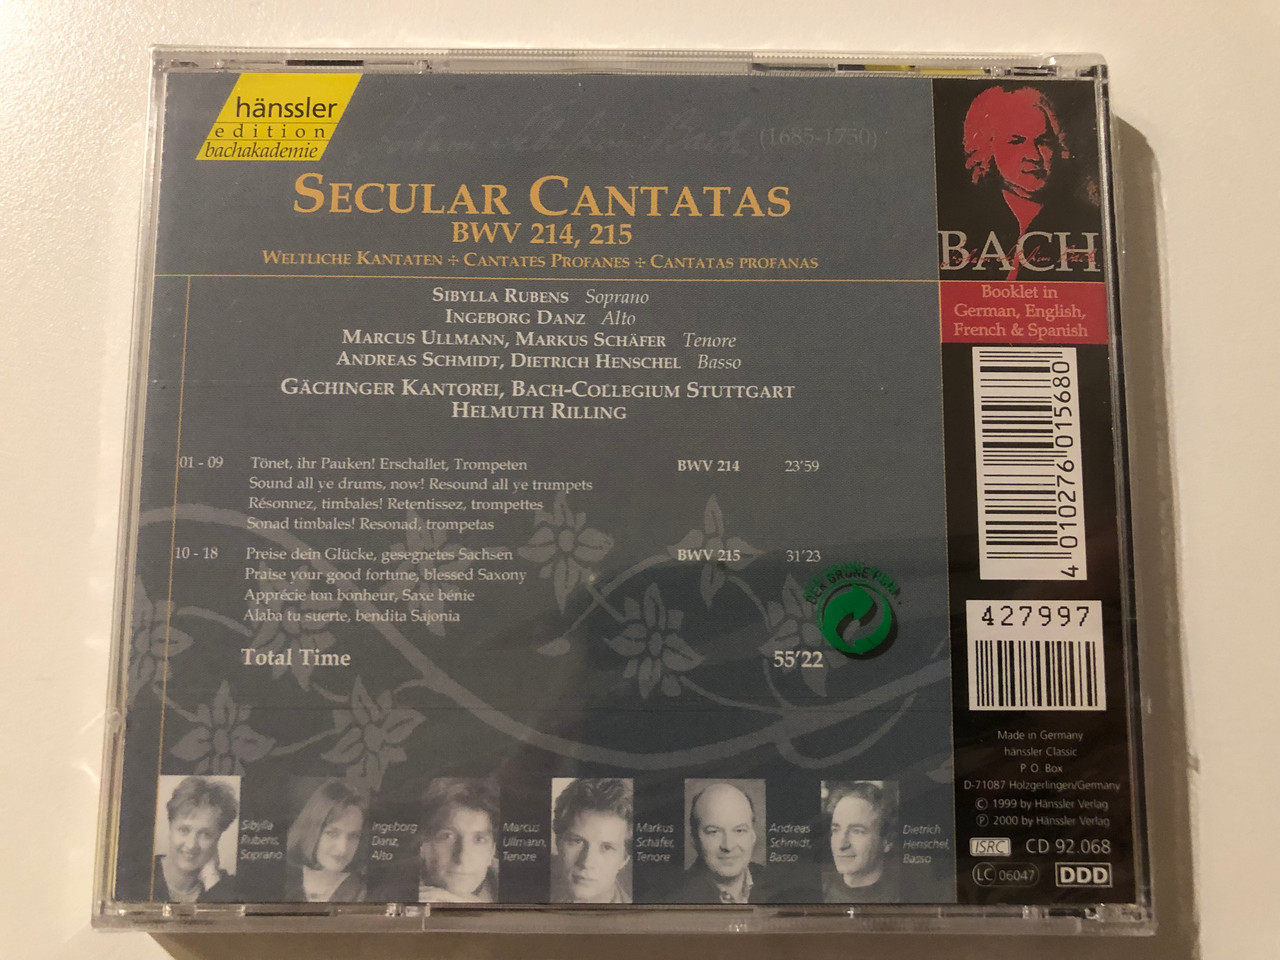 hänssler
edition
bachakademie
(1685-1750)
SECULAR CANTATAS
BWV 214, 215
WELTLICHE KANTATEN ÷ CANTATES PROFANES ÷ CANTATAS PROFANAS
SIBYLLA RUBENS Soprano
INGEBORG DANZ Alto
MARCUS ULLMANN, MARKUS SCHÄFER Tenore
ANDREAS SCHMIDT, DIETRICH HENSCHEL Basso
GÄCHINGER KANTOREI, BACH-COLLEGIUM STUTTGART
HELMUTH RILLING
01 - 09 Tönet, ihr Pauken! Erschallet, Trompeten BWV 214 23'59
Sound all ye drums, now! Resound all ye trumpets
Résonnez, timbales! Retentissez, trompettes
Sonad timbales! Resonad, trompetas
10 - 18 Preise dein Glücke, gesegnetes Sachsen BWV 215 31'23
Praise your good fortune, blessed Saxony
Apprécie ton bonheur, Saxe bénie
Alaba tu suerte, bendita Sajonia
Total Time 55'22
DER GRÜNE PUNKT
Sibylla
Rubens,
Soprano
Ingeborg
Danz,
Alto
Marcus
Ullmann,
Tenore
Markus
Schäfer,
Tenore
Andreas
Schmidt,
Basso
Dietrich
Henschel,
Basso
BACH
Booklet in
German, English,
French & Spanish
4 010276 015680
427997
Made in Germany
hänssler Classic
P. O. Box
D-71087 Holzgerlingen/Germany
© 1999 by Hänssler Verlag
℗ 2000 by Hänssler Verlag
ISRC CD 92.068
LC 06047 DDD